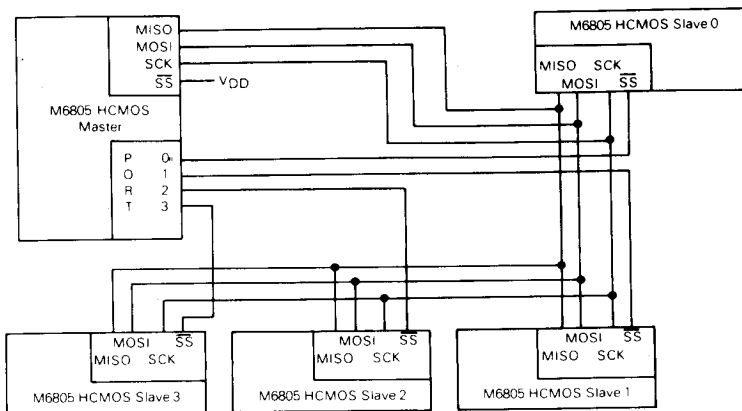 MISO
MOSI
SCK
SS
VDD
M6805 HCMOS
Master
P 0
O 1
R 2
T 3
M6805 HCMOS Slave 0
MISO SCK
MOSI SS
MOSI SS
MISO SCK
M6805 HCMOS Slave 3
MOSI SS
MISO SCK
M6805 HCMOS Slave 2
MOSI SS
MISO SCK
M6805 HCMOS Slave 1